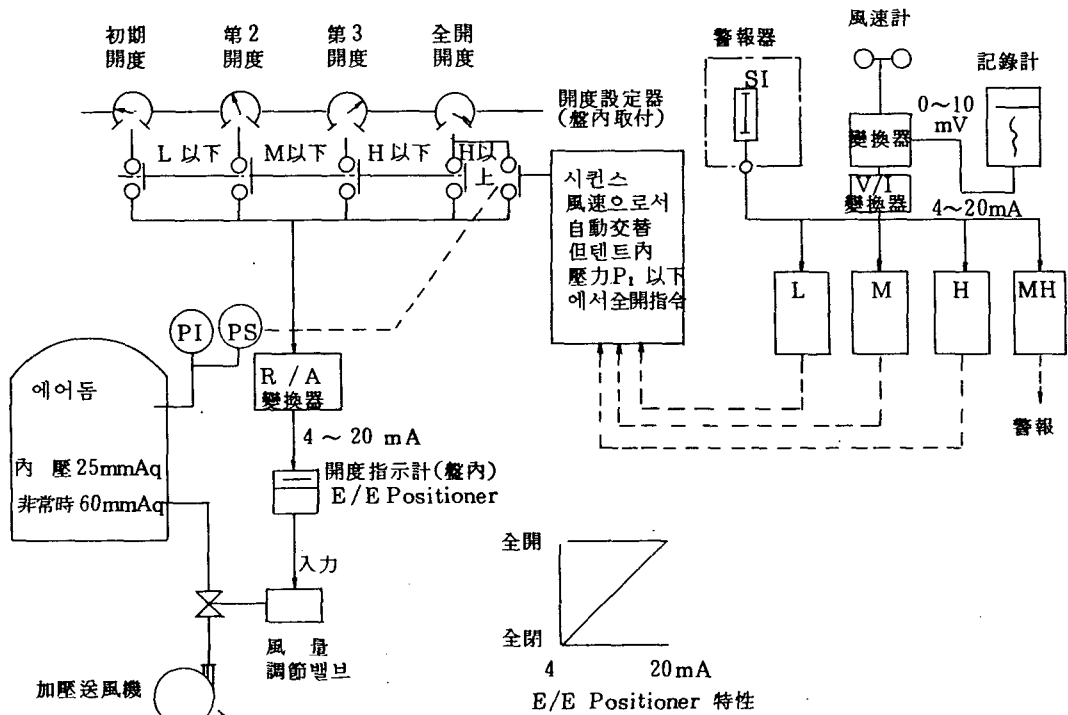 初期
開度
第2
開度
第3
開度
全開
開度
開度設定器
(盤內取付)
L 以下
M以下
H 以下
H以
上
警報器
SI
風速計
記錄計
0～10
mV
變換器
V/I
變換器
4～20mA
시퀀스
風速으로서
自動交替
但텐트內
壓力P₁ 以下
에서全開指令
L
M
H
MH
警報
PI
PS
에어돔
內 壓 25mmAq
非常時 60mmAq
R / A
變換器
4 ～ 20 mA
開度指示計(盤內)
E/E Positioner
入力
風 量
調節밸브
加壓送風機
全開
全閉
4
20mA
E/E Positioner 特性